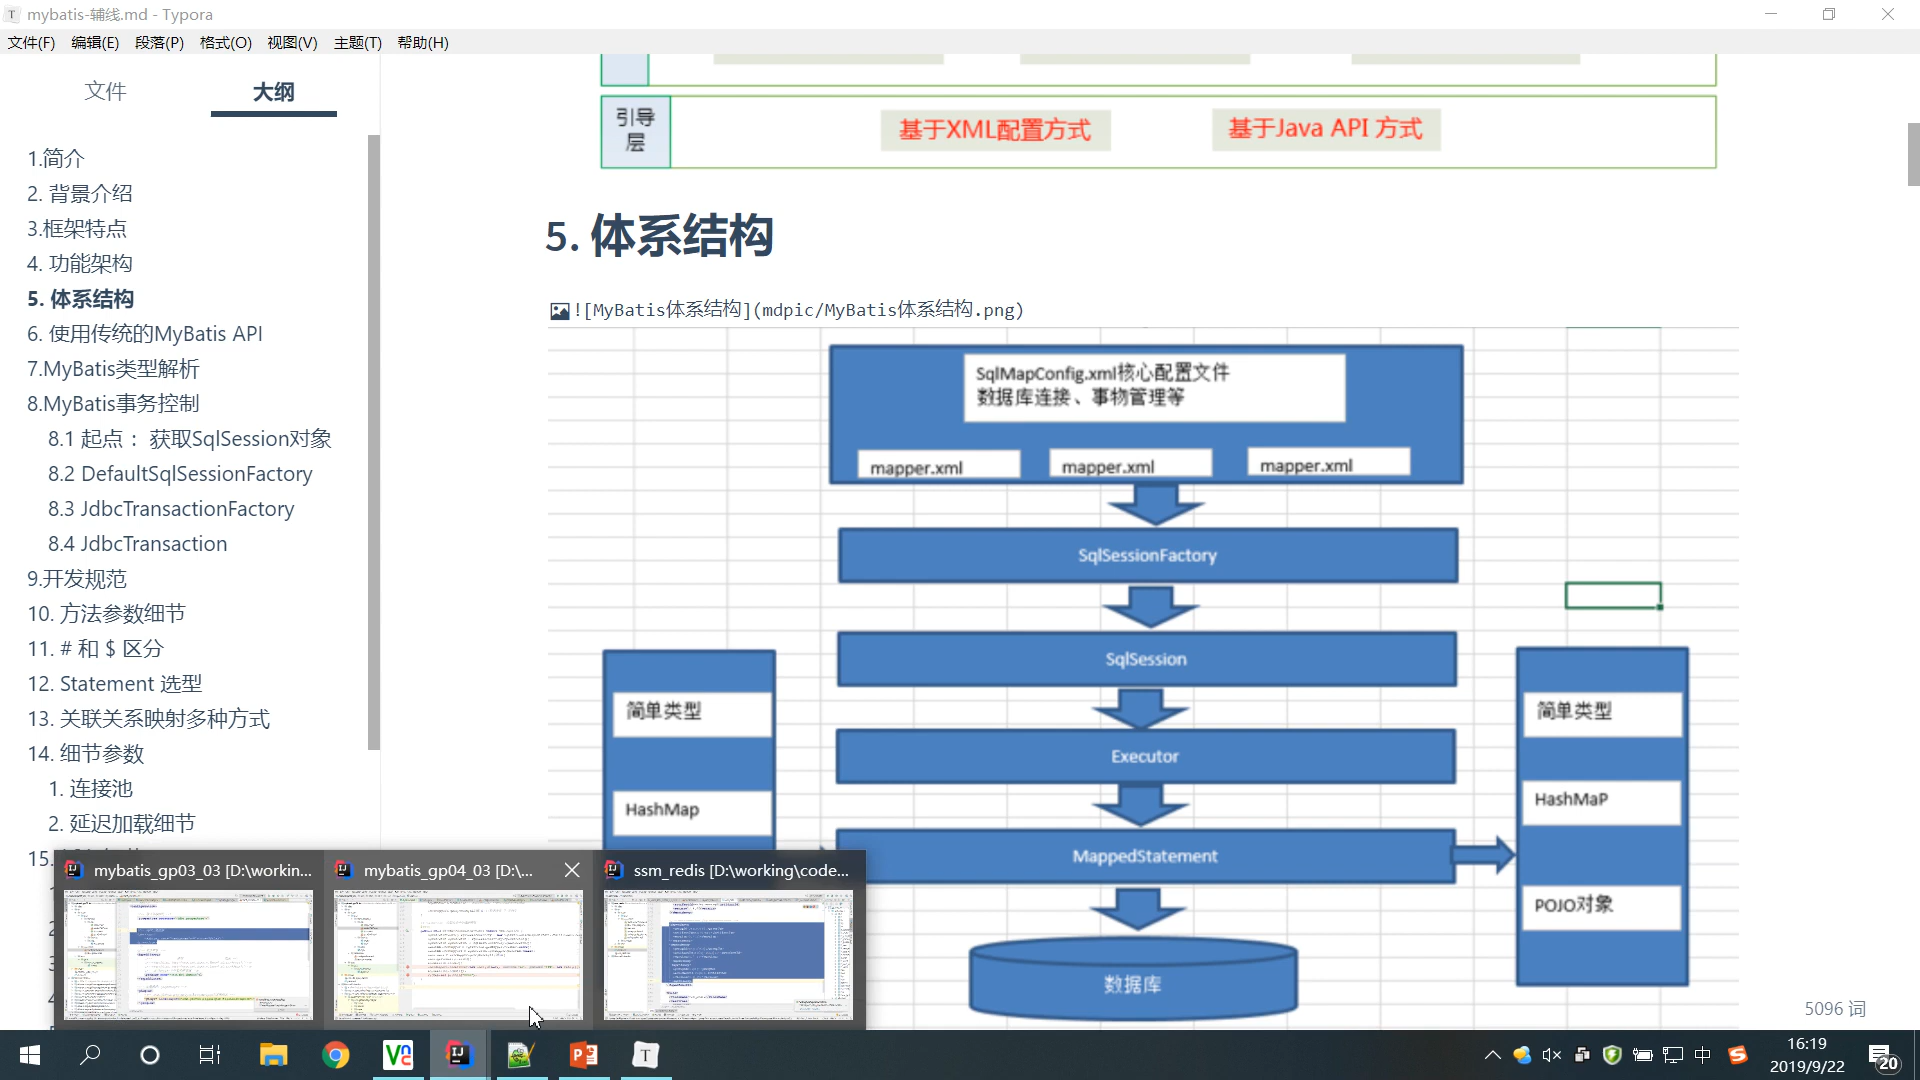 mybatis-辅线.md - Typora
文件(F) 编辑(E) 段落(P) 格式(O) 视图(V) 主题(T) 帮助(H)
文件 大纲
1.简介
2. 背景介绍
3.框架特点
4. 功能架构
5. 体系结构
6. 使用传统的MyBatis API
7.MyBatis类型解析
8.MyBatis事务控制
8.1 起点： 获取SqlSession对象
8.2 DefaultSqlSessionFactory
8.3 JdbcTransactionFactory
8.4 JdbcTransaction
9.开发规范
10. 方法参数细节
11. # 和 $ 区分
12. Statement 选型
13. 关联关系映射多种方式
14. 细节参数
1. 连接池
2. 延迟加载细节
15.
引导
层
基于XML配置方式
基于Java API 方式
5. 体系结构
![MyBatis体系结构](mdpic/MyBatis体系结构.png)
SqlMapConfig.xml核心配置文件
数据库连接、事物管理等
mapper.xml
mapper.xml
mapper.xml
SqlSessionFactory
SqlSession
Executor
MappedStatement
数据库
简单类型
HashMap
简单类型
HashMaP
POJO对象
mybatis_gp03_03 [D:\workin...
mybatis_gp04_03 [D:\...
ssm_redis [D:\working\code...
5096 词
中
16:19
2019/9/22
20